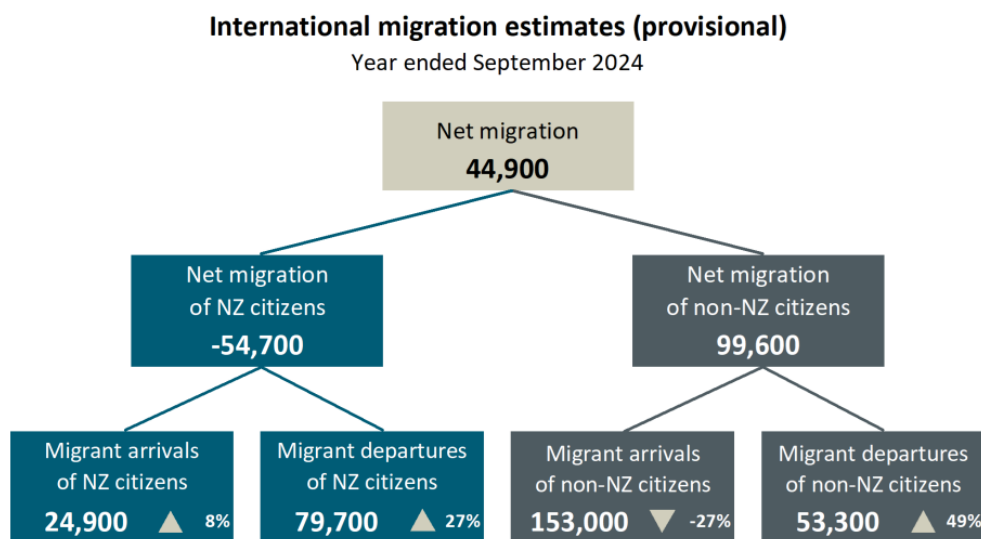 International migration estimates (provisional)
Year ended September 2024
Net migration
44,900
Net migration
of NZ citizens
-54,700
Net migration
of non-NZ citizens
99,600
Migrant arrivals
of NZ citizens
24,900 ▲ 8%
Migrant departures
of NZ citizens
79,700 ▲ 27%
Migrant arrivals
of non-NZ citizens
153,000 ▼ -27%
Migrant departures
of non-NZ citizens
53,300 ▲ 49%